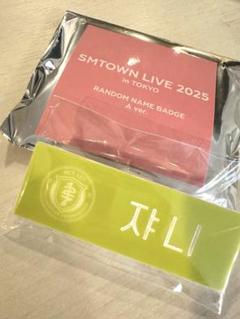 SMTOWN LIVE 2025
in TOKYO
RANDOM NAME BADGE
A ver.
쟈니